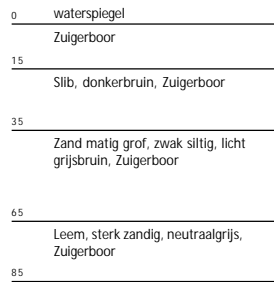 0 waterspiegel
Zuigerboor
15
Slib, donkerbruin, Zuigerboor
35
Zand matig grof, zwak siltig, licht
grijsbruin, Zuigerboor
65
Leem, sterk zandig, neutraalgrijs,
Zuigerboor
85